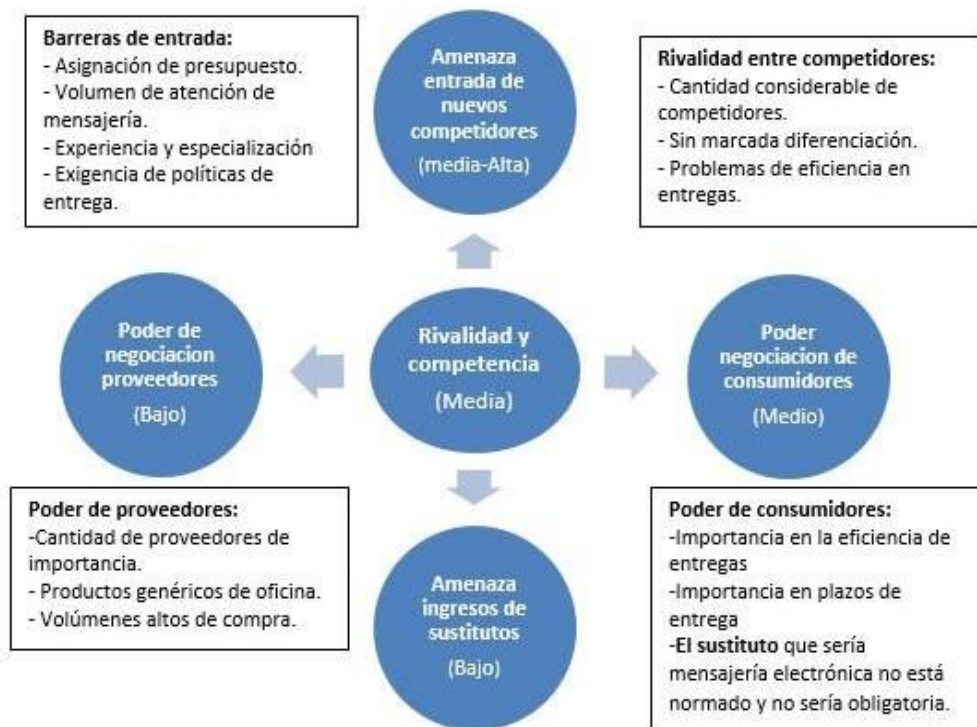 Barreras de entrada:
- Asignación de presupuesto.
- Volumen de atención de
mensajería.
- Experiencia y especialización
- Exigencia de políticas de
entrega.
Amenaza
entrada de
nuevos
competidores
(media-Alta)
Rivalidad entre competidores:
- Cantidad considerable de
competidores.
- Sin marcada diferenciación.
- Problemas de eficiencia en
entregas.
Poder de
negociacion
proveedores
(Bajo)
Rivalidad y
competencia
(Media)
Poder
negociacion de
consumidores
(Medio)
Poder de proveedores:
-Cantidad de proveedores de
importancia.
- Productos genéricos de oficina.
- Volúmenes altos de compra.
Amenaza
ingresos de
sustitutos
(Bajo)
Poder de consumidores:
-Importancia en la eficiencia de
entregas
-Importancia en plazos de
entrega
-El sustituto que sería
mensajería electrónica no está
normado y no sería obligatoria.